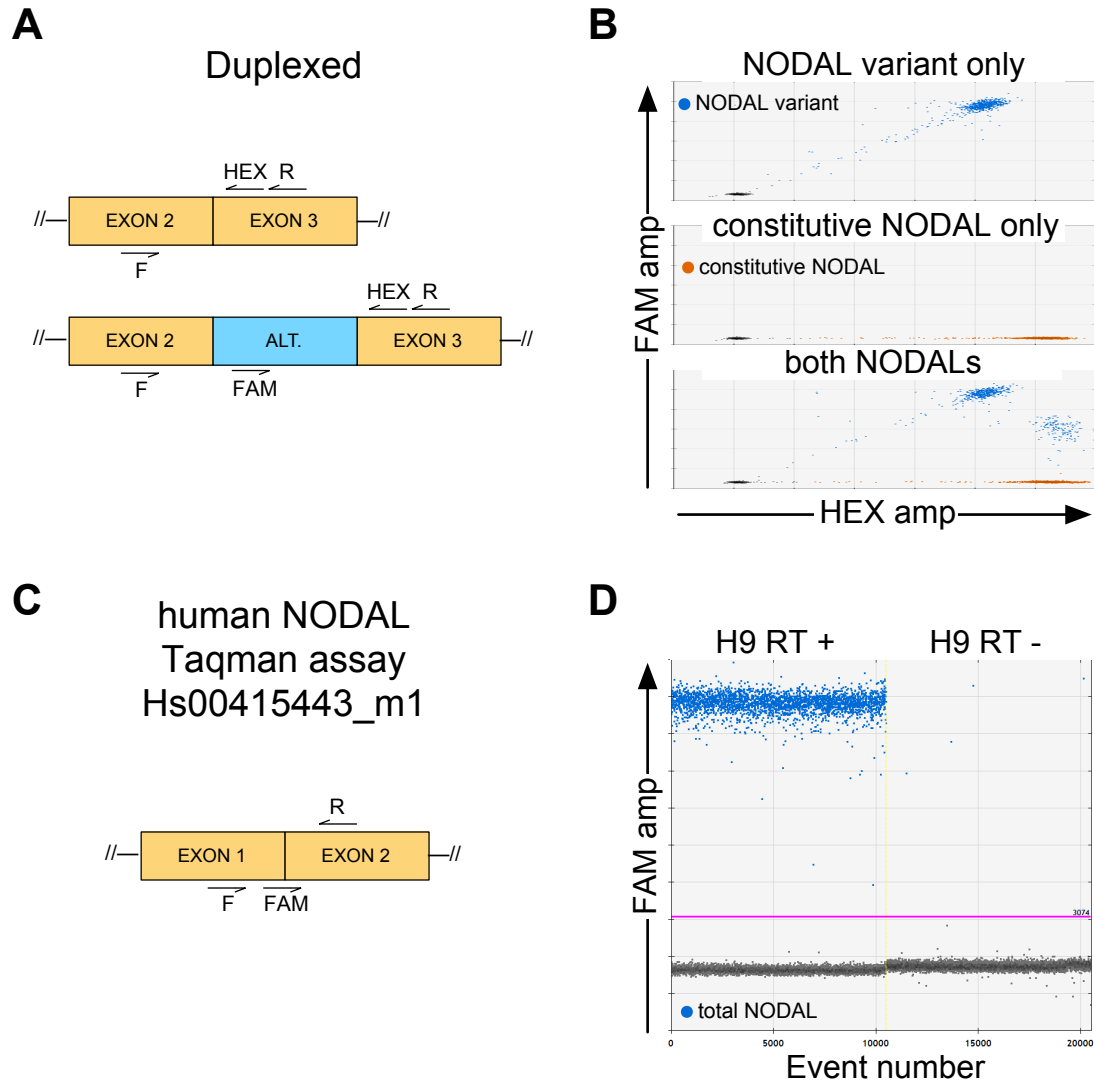 A
Duplexed
HEX R
EXON 2 EXON 3
F
HEX R
EXON 2 ALT. EXON 3
F FAM
B
NODAL variant only
NODAL variant
constitutive NODAL only
constitutive NODAL
both NODALs
FAM amp
HEX amp
C
human NODAL
Taqman assay
Hs00415443_m1
R
EXON 1 EXON 2
F FAM
D
H9 RT + H9 RT -
FAM amp
3074
total NODAL
0 5000 10000 15000 20000
Event number